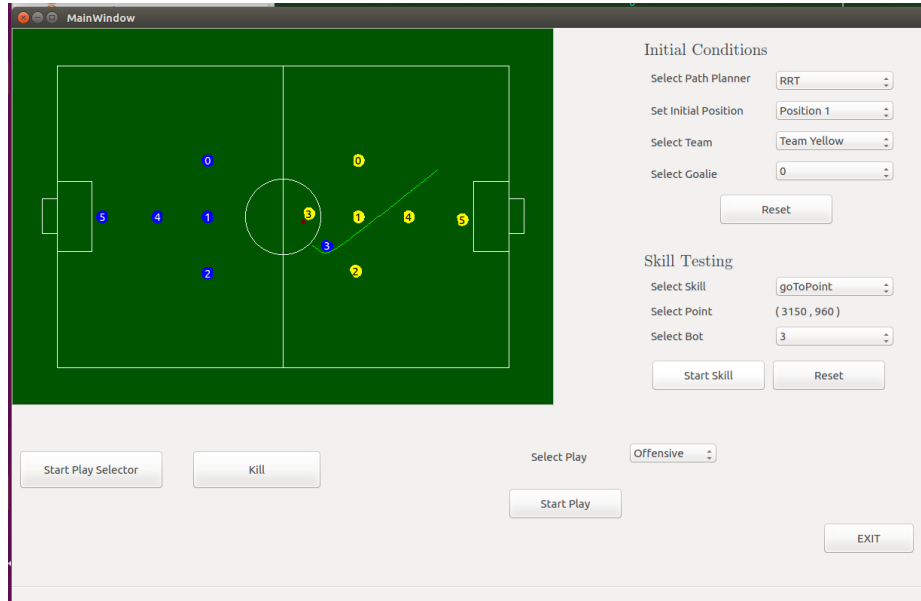 MainWindow
Initial Conditions
Select Path Planner RRT
Set Initial Position Position 1
Select Team Team Yellow
Select Goalie 0
Reset
0 0
5 4 1 3 1 4 5
3
2 2
Skill Testing
Select Skill goToPoint
Select Point ( 3150 , 960 )
Select Bot 3
Start Skill Reset
Start Play Selector Kill
Select Play Offensive
Start Play
EXIT